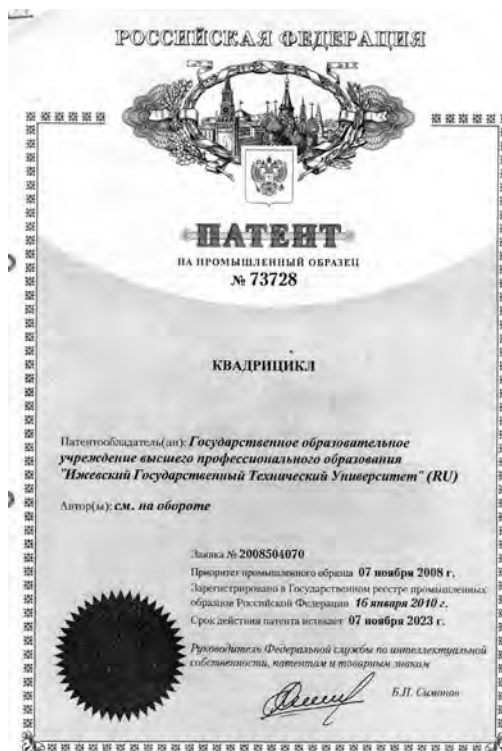 РОССИЙСКАЯ ФЕДЕРАЦИЯ
ПАТЕНТ
НА ПРОМЫШЛЕННЫЙ ОБРАЗЕЦ
№ 73728
КВАДРИЦИКЛ
Патентообладатель(ли): Государственное образовательное
учреждение высшего профессионального образования
"Ижевский Государственный Технический Университет" (RU)
Автор(ы): см. на обороте
Заявка № 2008504070
Приоритет промышленного образца 07 ноября 2008 г.
Зарегистрировано в Государственном реестре промышленных
образцов Российской Федерации 16 января 2010 г.
Срок действия патента истекает 07 ноября 2023 г.
Руководитель Федеральной службы по интеллектуальной
собственности, патентам и товарным знакам
Б.П. Симонов